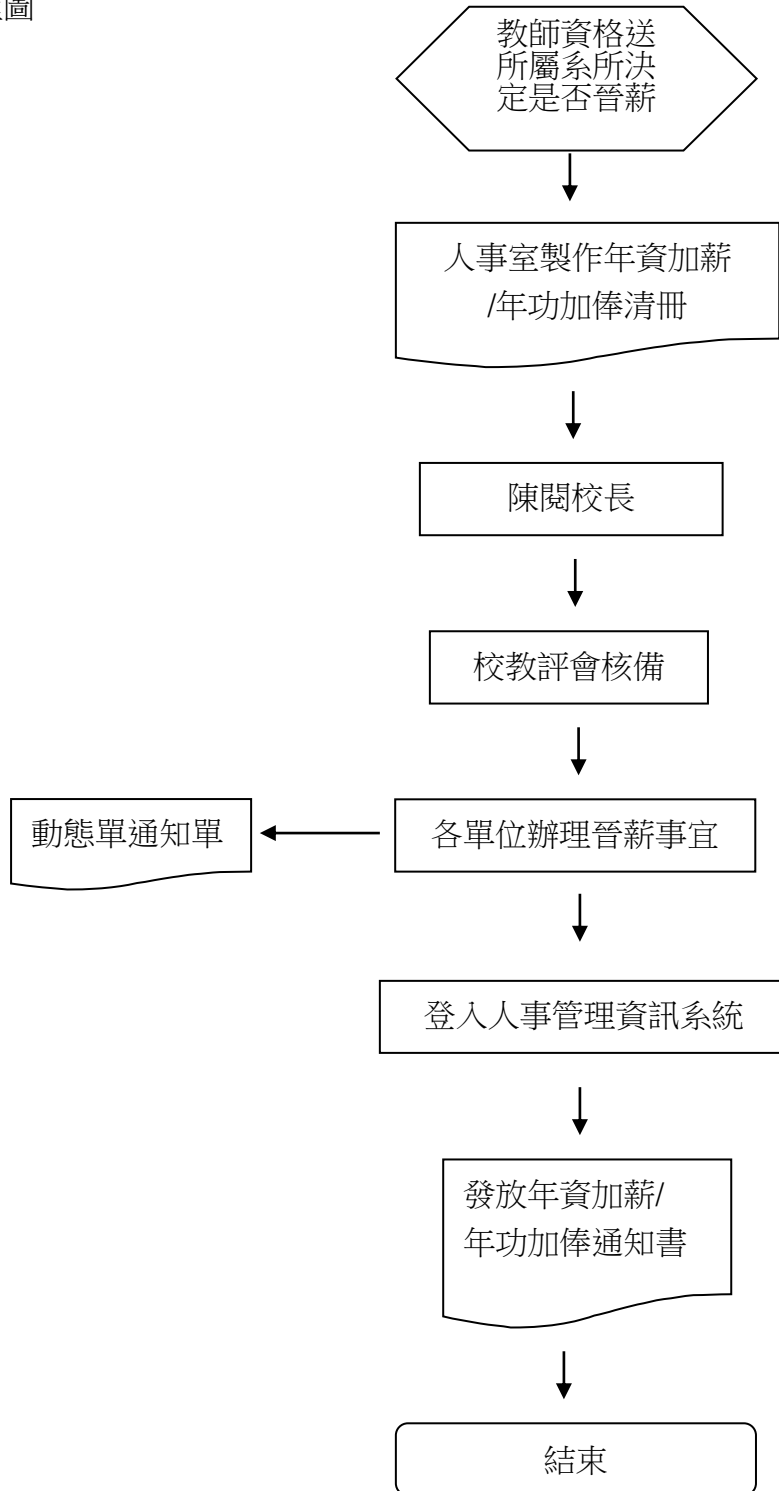 圖
教師資格送
所屬系所決
定是否晉薪
人事室製作年資加薪
/年功加俸清冊
陳閱校長
校教評會核備
動態單通知單
各單位辦理晉薪事宜
登入人事管理資訊系統
發放年資加薪/
年功加俸通知書
結束